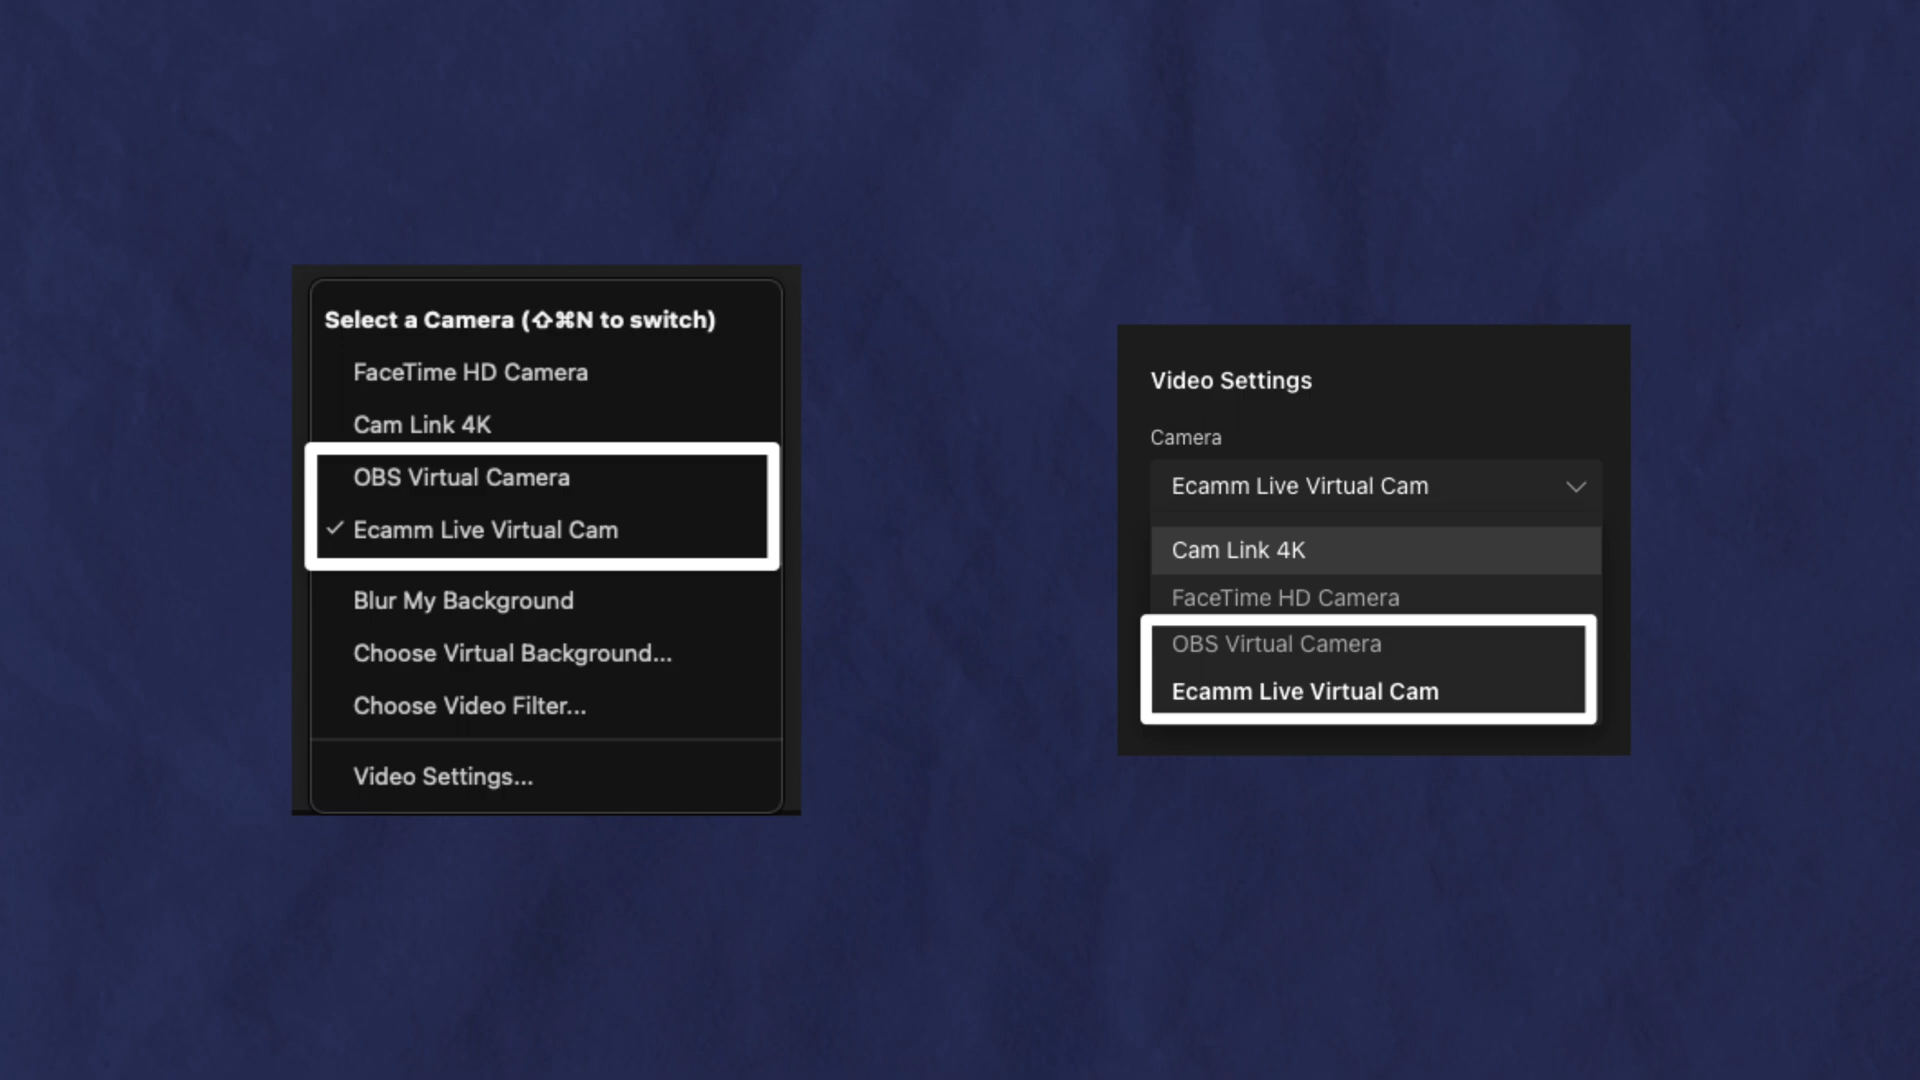 Select a Camera (⇧⌘N to switch)
FaceTime HD Camera
Cam Link 4K
OBS Virtual Camera
✓ Ecamm Live Virtual Cam
Blur My Background
Choose Virtual Background...
Choose Video Filter...
Video Settings...
Video Settings
Camera
Ecamm Live Virtual Cam
Cam Link 4K
FaceTime HD Camera
OBS Virtual Camera
Ecamm Live Virtual Cam